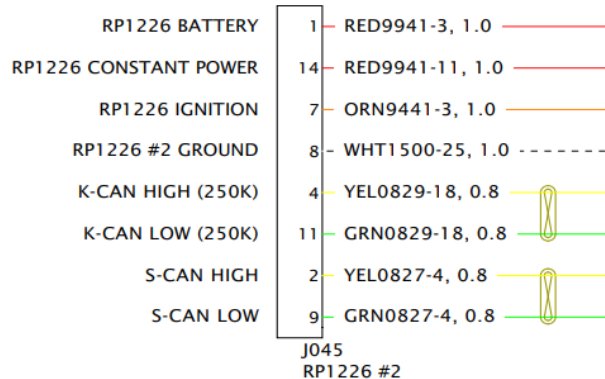 RP1226 BATTERY 1 RED9941-3, 1.0
RP1226 CONSTANT POWER 14 RED9941-11, 1.0
RP1226 IGNITION 7 ORN9441-3, 1.0
RP1226 #2 GROUND 8 WHT1500-25, 1.0
K-CAN HIGH (250K) 4 YEL0829-18, 0.8
K-CAN LOW (250K) 11 GRN0829-18, 0.8
S-CAN HIGH 2 YEL0827-4, 0.8
S-CAN LOW 9 GRN0827-4, 0.8
J045
RP1226 #2